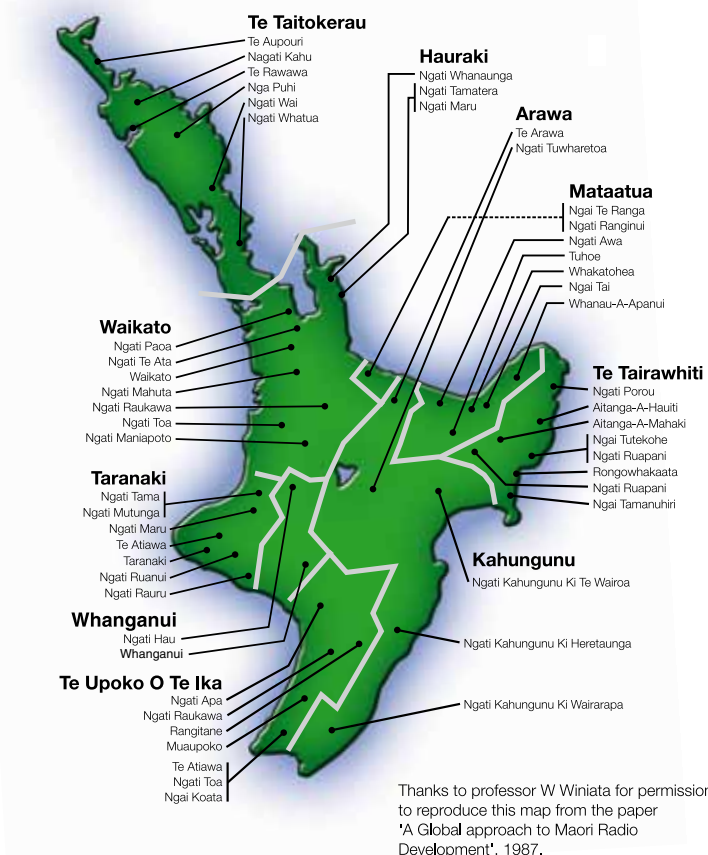 Te Taitokerau
Te Aupouri
Nagati Kahu
Te Rawawa
Nga Puhi
Ngati Wai
Ngati Whatua
Hauraki
Ngati Whanaunga
Ngati Tamatera
Ngati Maru
Arawa
Te Arawa
Ngati Tuwharetoa
Mataatua
Ngai Te Ranga
Ngati Ranginui
Ngati Awa
Tuhoe
Whakatohea
Ngai Tai
Whanau-A-Apanui
Waikato
Ngati Paoa
Ngati Te Ata
Waikato
Ngati Mahuta
Ngati Raukawa
Ngati Toa
Ngati Maniapoto
Te Tairawhiti
Ngati Porou
Aitanga-A-Hauiti
Aitanga-A-Mahaki
Ngai Tutekohe
Ngati Ruapani
Rongowhakaata
Ngati Ruapani
Ngai Tamanuhiri
Taranaki
Ngati Tama
Ngati Mutunga
Ngati Maru
Te Atiawa
Taranaki
Ngati Ruanui
Ngati Rauru
Kahungunu
Ngati Kahungunu Ki Te Wairoa
Ngati Kahungunu Ki Heretaunga
Ngati Kahungunu Ki Wairarapa
Whanganui
Ngati Hau
Whanganui
Te Upoko O Te Ika
Ngati Apa
Ngati Raukawa
Rangitane
Muaupoko
Te Atiawa
Ngati Toa
Ngai Koata
Thanks to professor W Winiata for permission
to reproduce this map from the paper
'A Global approach to Maori Radio
Development', 1987.